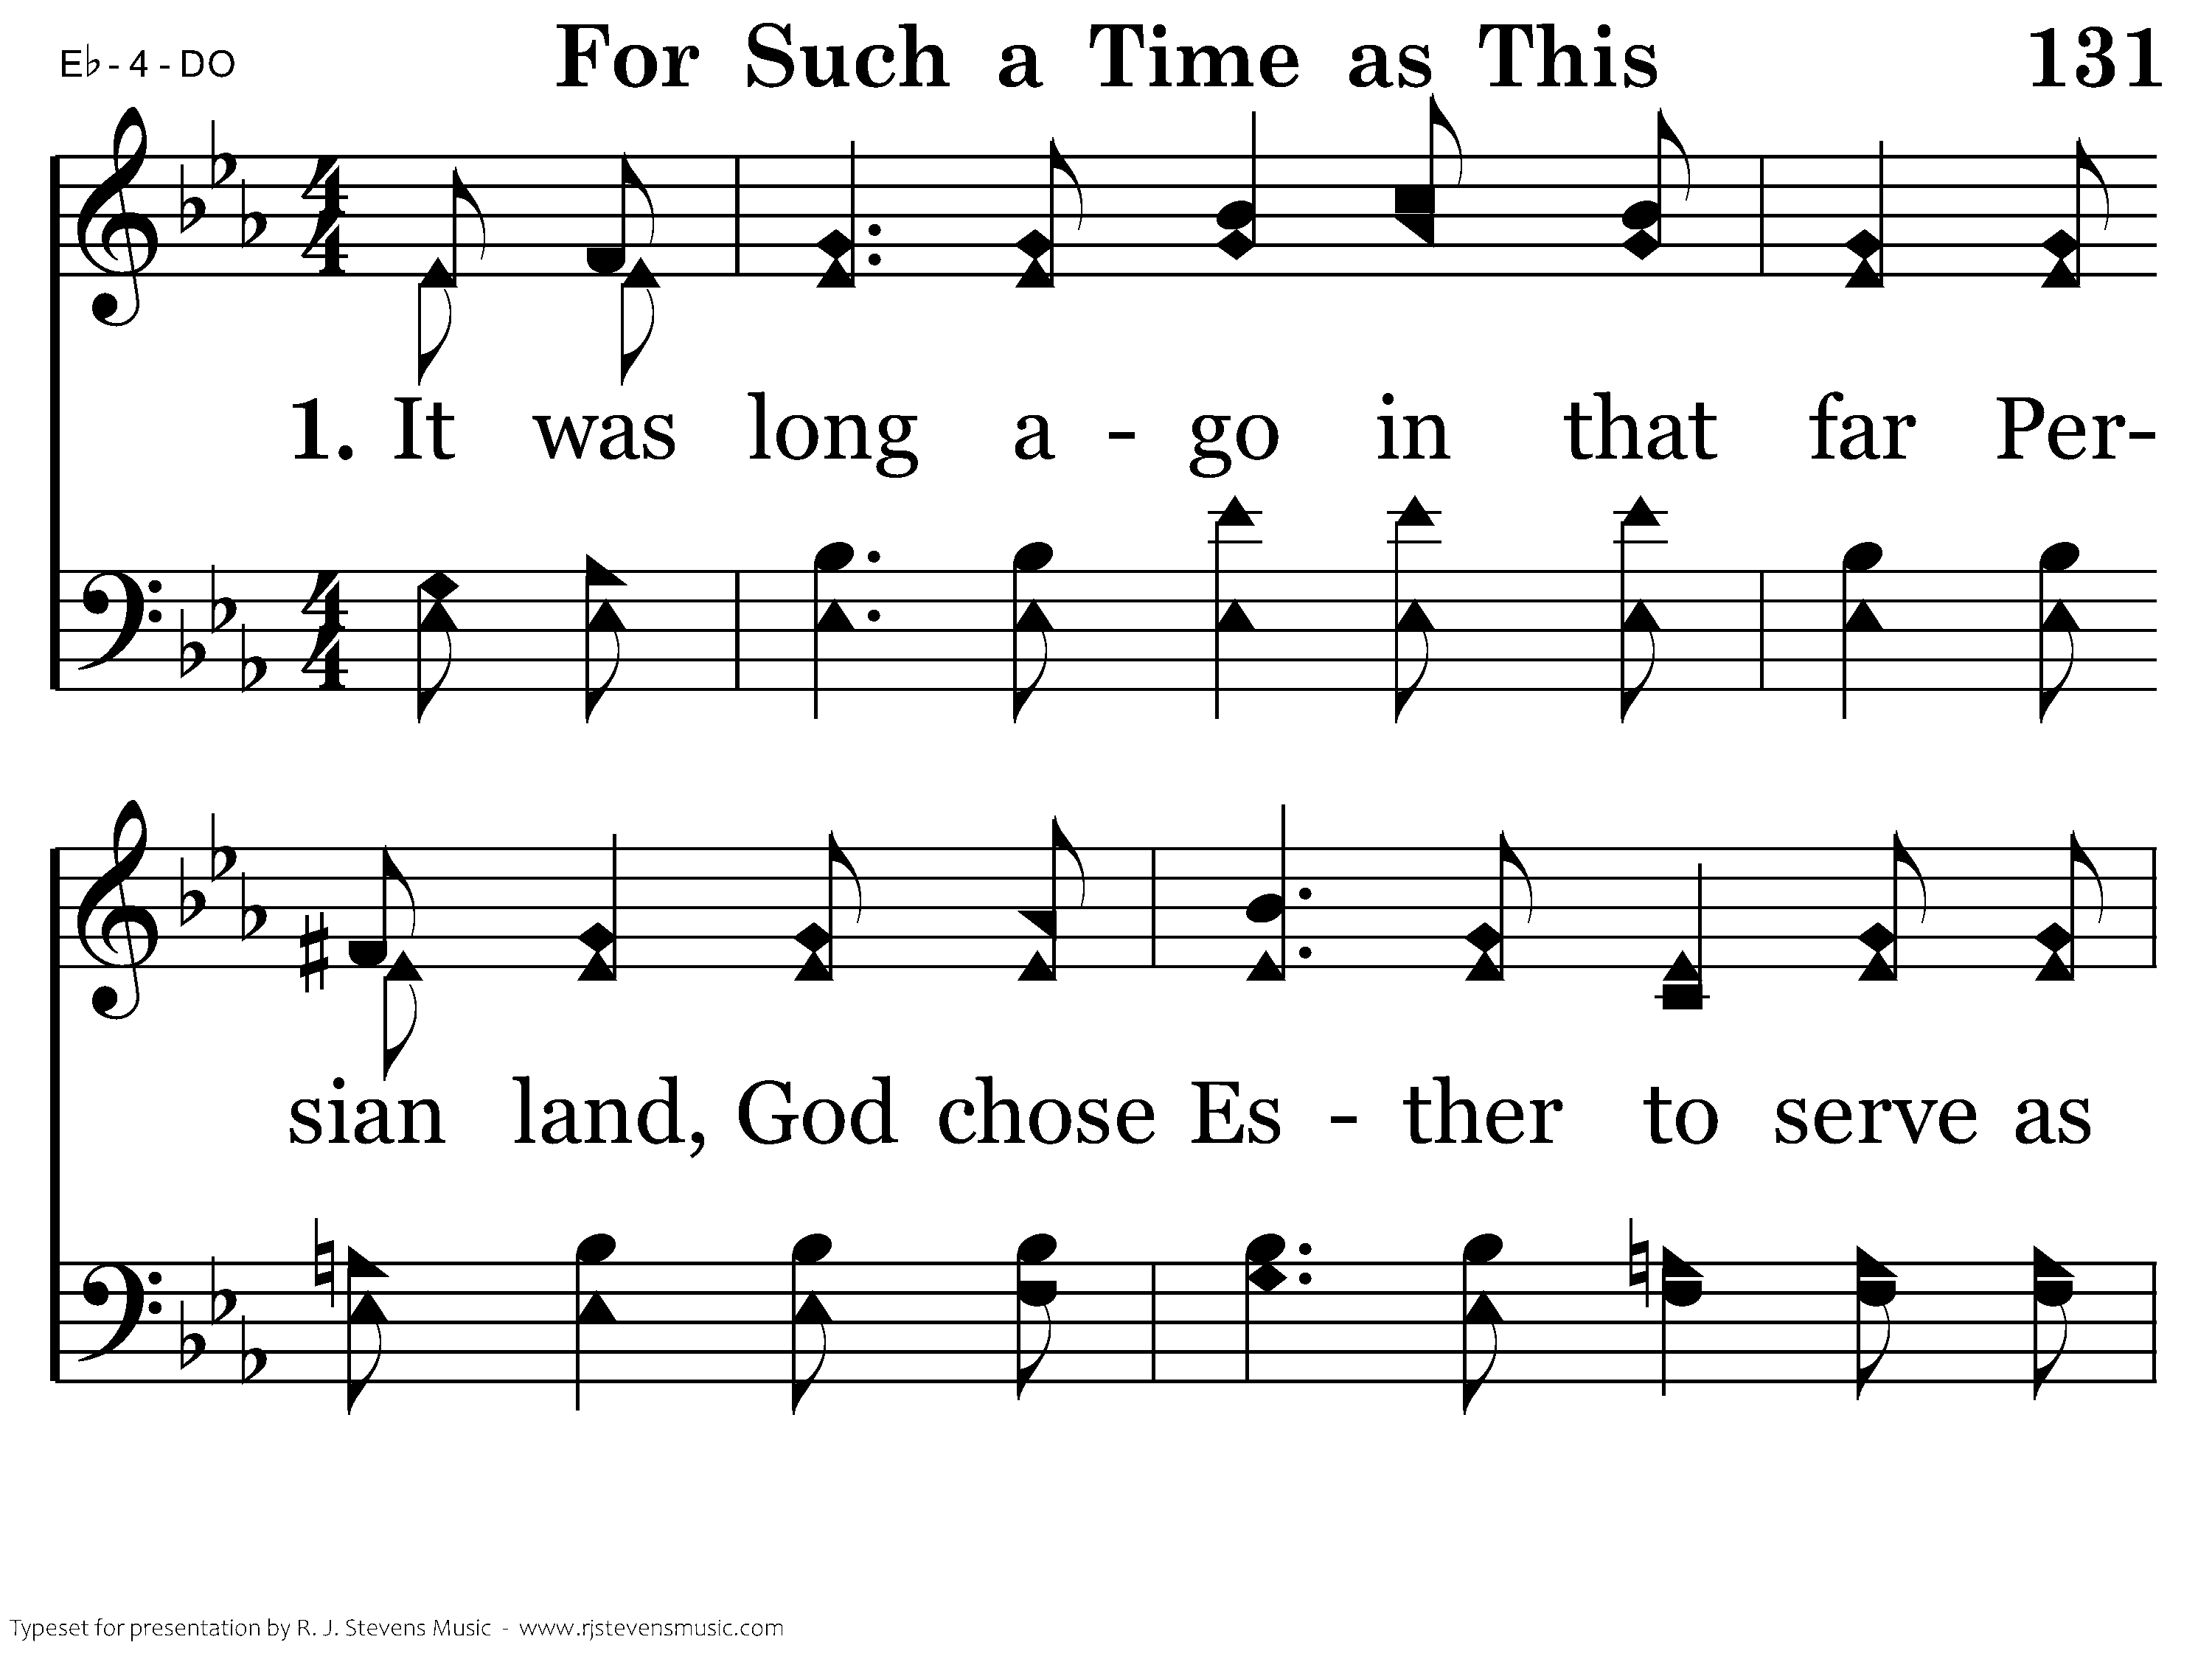 E♭ - 4 - DO For Such a Time as This 131
1. It was long a - go in that far Per-
sian land, God chose Es - ther to serve as
Typeset for presentation by R. J. Stevens Music - www.rjstevensmusic.com